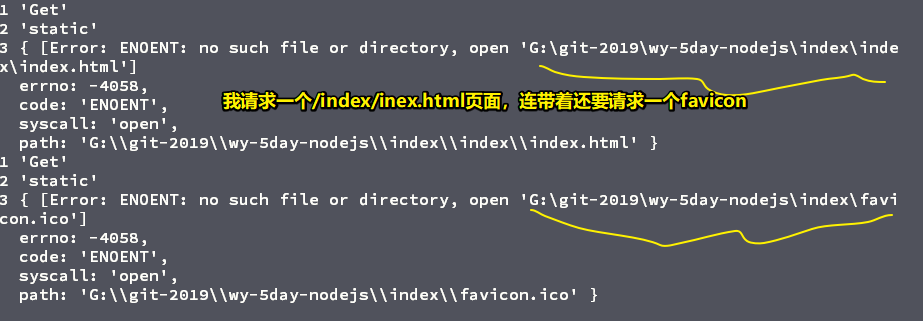 1 'Get'
2 'static'
3 { [Error: ENOENT: no such file or directory, open 'G:\git-2019\wy-5day-nodejs\index\inde
x\index.html']
errno: -4058,
code: 'ENOENT',
我请求一个/index/inex.html页面，连带着还要请求一个favicon
syscall: 'open',
path: 'G:\\git-2019\\wy-5day-nodejs\\index\\index\\index.html' }
1 'Get'
2 'static'
3 { [Error: ENOENT: no such file or directory, open 'G:\git-2019\wy-5day-nodejs\index\favi
con.ico']
errno: -4058,
code: 'ENOENT',
syscall: 'open',
path: 'G:\\git-2019\\wy-5day-nodejs\\index\\favicon.ico' }